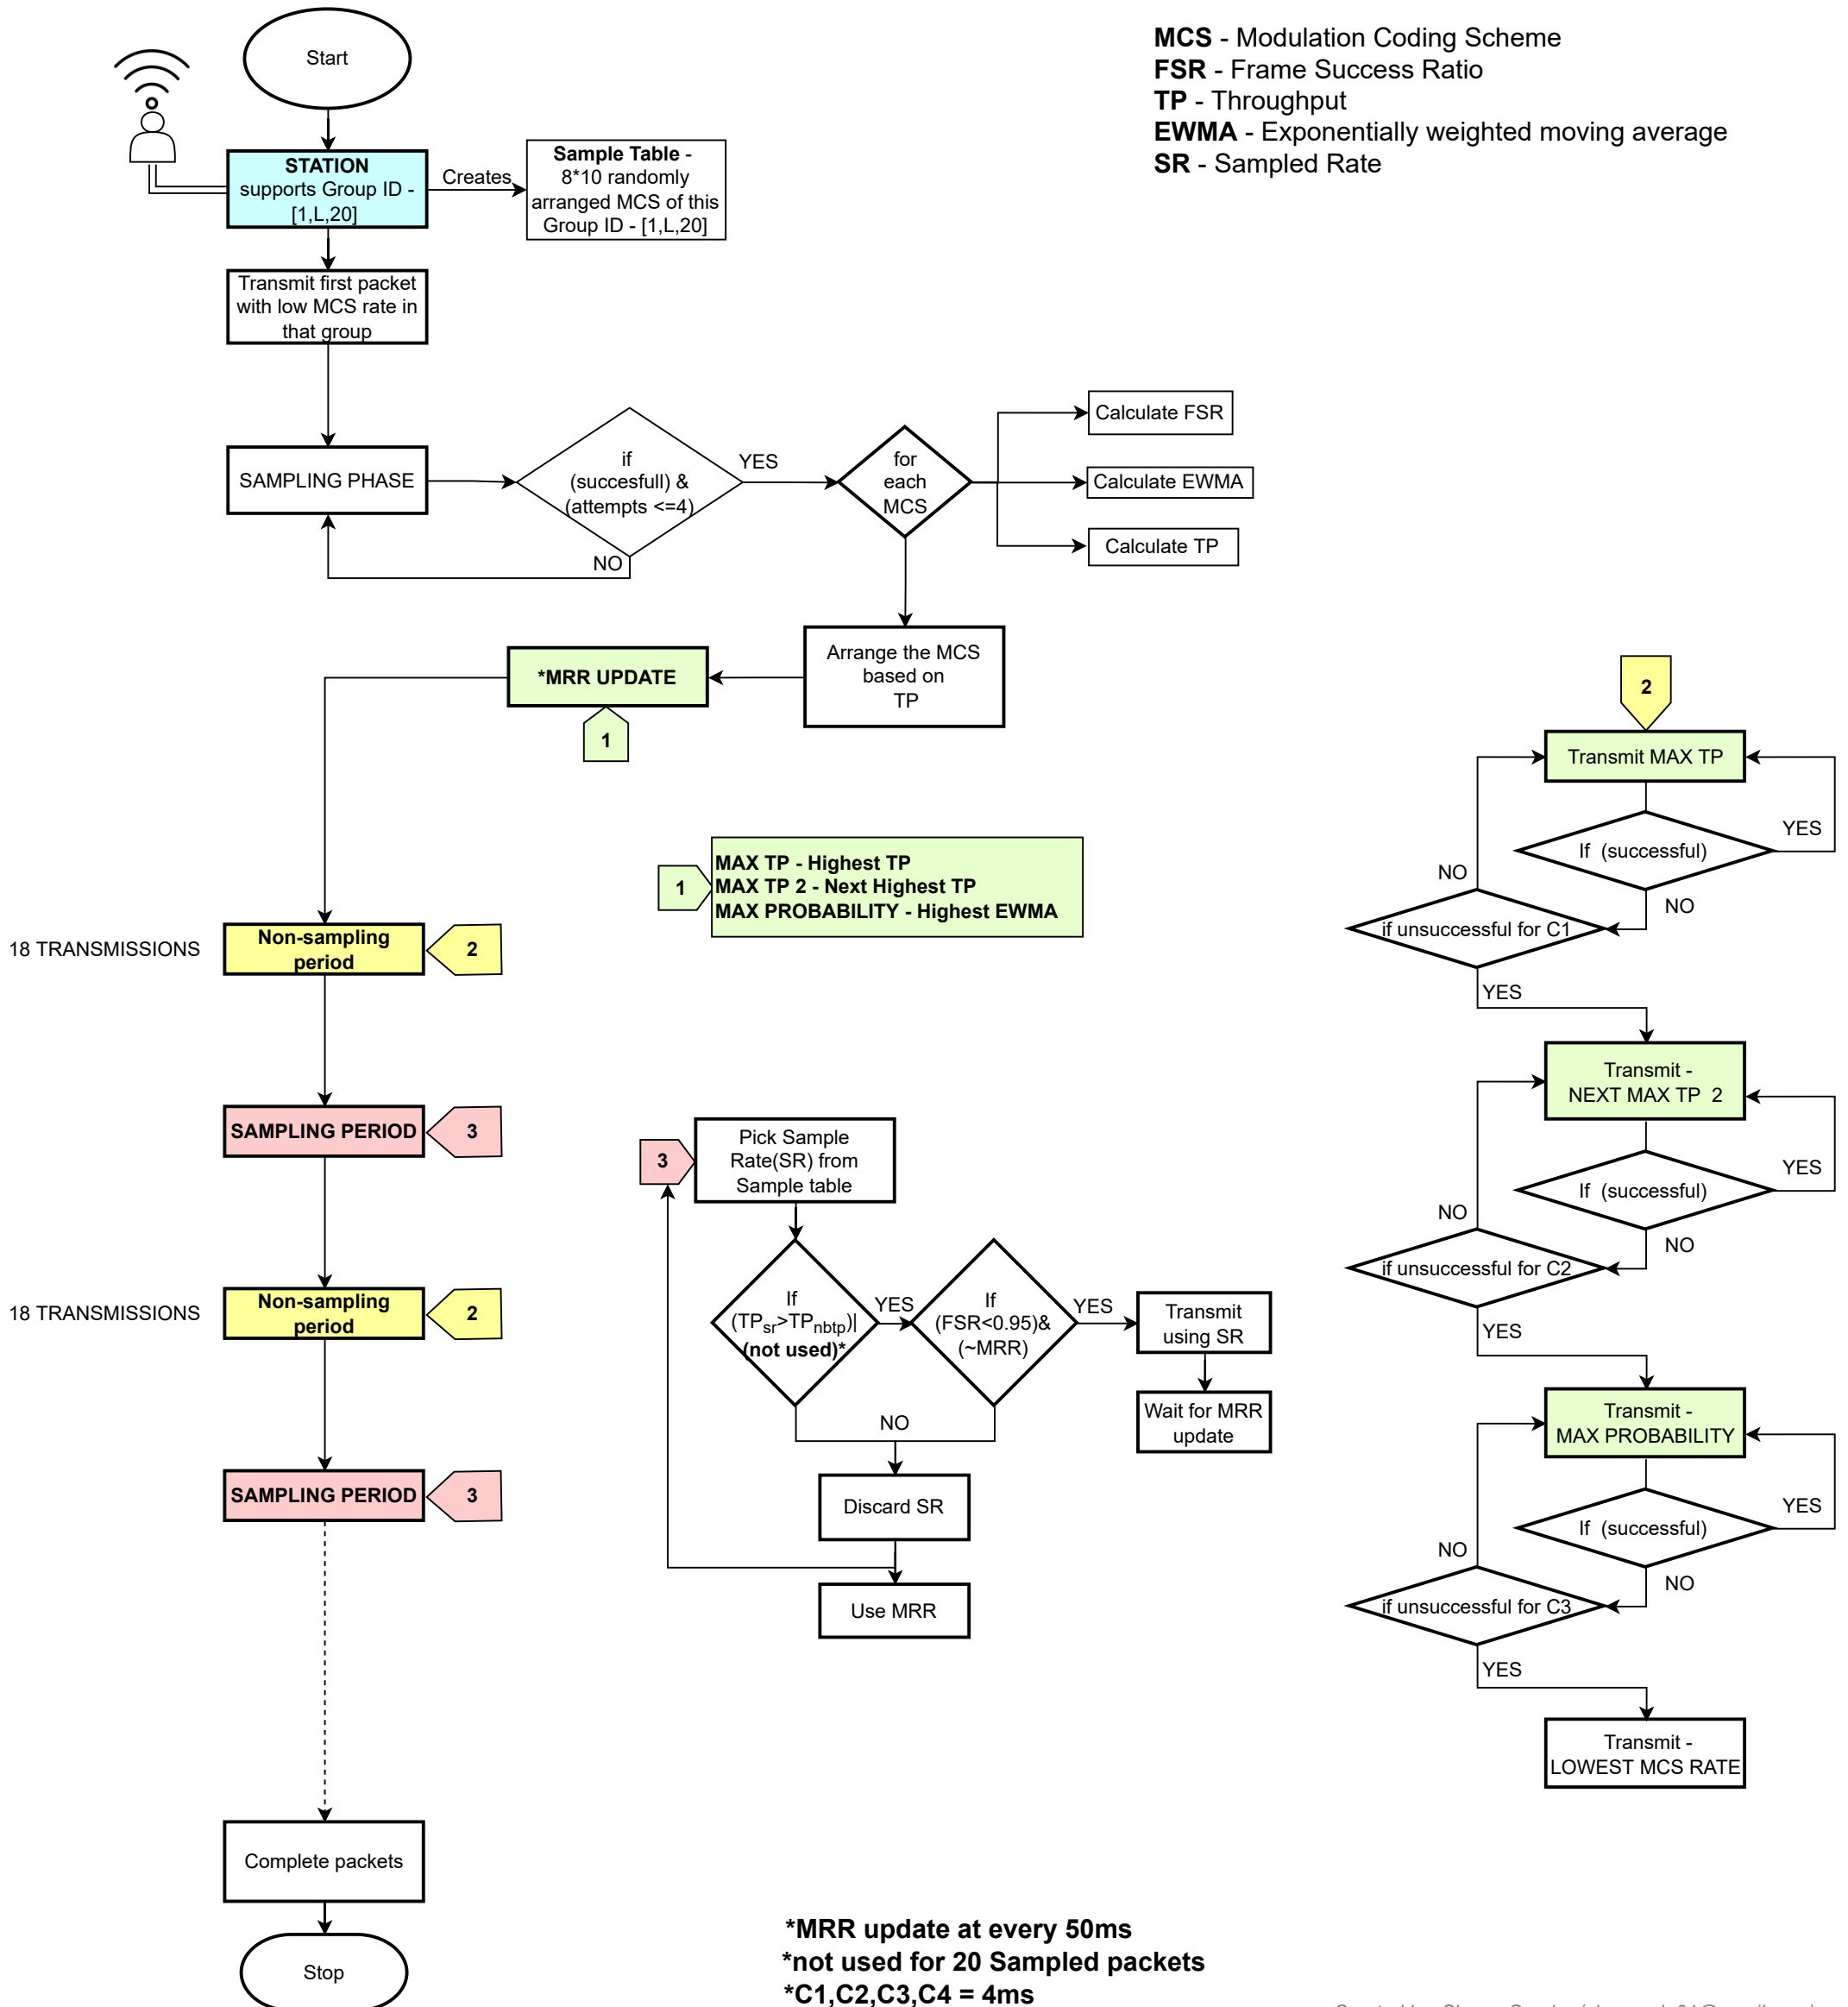 Start
MCS - Modulation Coding Scheme
FSR - Frame Success Ratio
TP - Throughput
EWMA - Exponentially weighted moving average
SR - Sampled Rate
STATION
supports Group ID -
[1,L,20]
Creates
Sample Table -
8*10 randomly
arranged MCS of this
Group ID - [1,L,20]
Transmit first packet
with low MCS rate in
that group
SAMPLING PHASE
if
(succesfull) &
(attempts <=4)
YES
NO
for
each
MCS
Calculate FSR
Calculate EWMA
Calculate TP
Arrange the MCS
based on
TP
*MRR UPDATE
1
1
MAX TP - Highest TP
MAX TP 2 - Next Highest TP
MAX PROBABILITY - Highest EWMA
18 TRANSMISSIONS
Non-sampling
period
2
SAMPLING PERIOD
3
18 TRANSMISSIONS
Non-sampling
period
2
SAMPLING PERIOD
3
Complete packets
Stop
3
Pick Sample
Rate(SR) from
Sample table
If
(TPsr>TPnbtp)|
(not used)*
YES
If
(FSR<0.95)&
(~MRR)
YES
Transmit
using SR
Wait for MRR
update
NO
Discard SR
Use MRR
2
Transmit MAX TP
If (successful)
YES
NO
NO
if unsuccessful for C1
YES
Transmit -
NEXT MAX TP 2
If (successful)
YES
NO
NO
if unsuccessful for C2
YES
Transmit -
MAX PROBABILITY
If (successful)
YES
NO
NO
if unsuccessful for C3
YES
Transmit -
LOWEST MCS RATE
*MRR update at every 50ms
*not used for 20 Sampled packets
*C1,C2,C3,C4 = 4ms